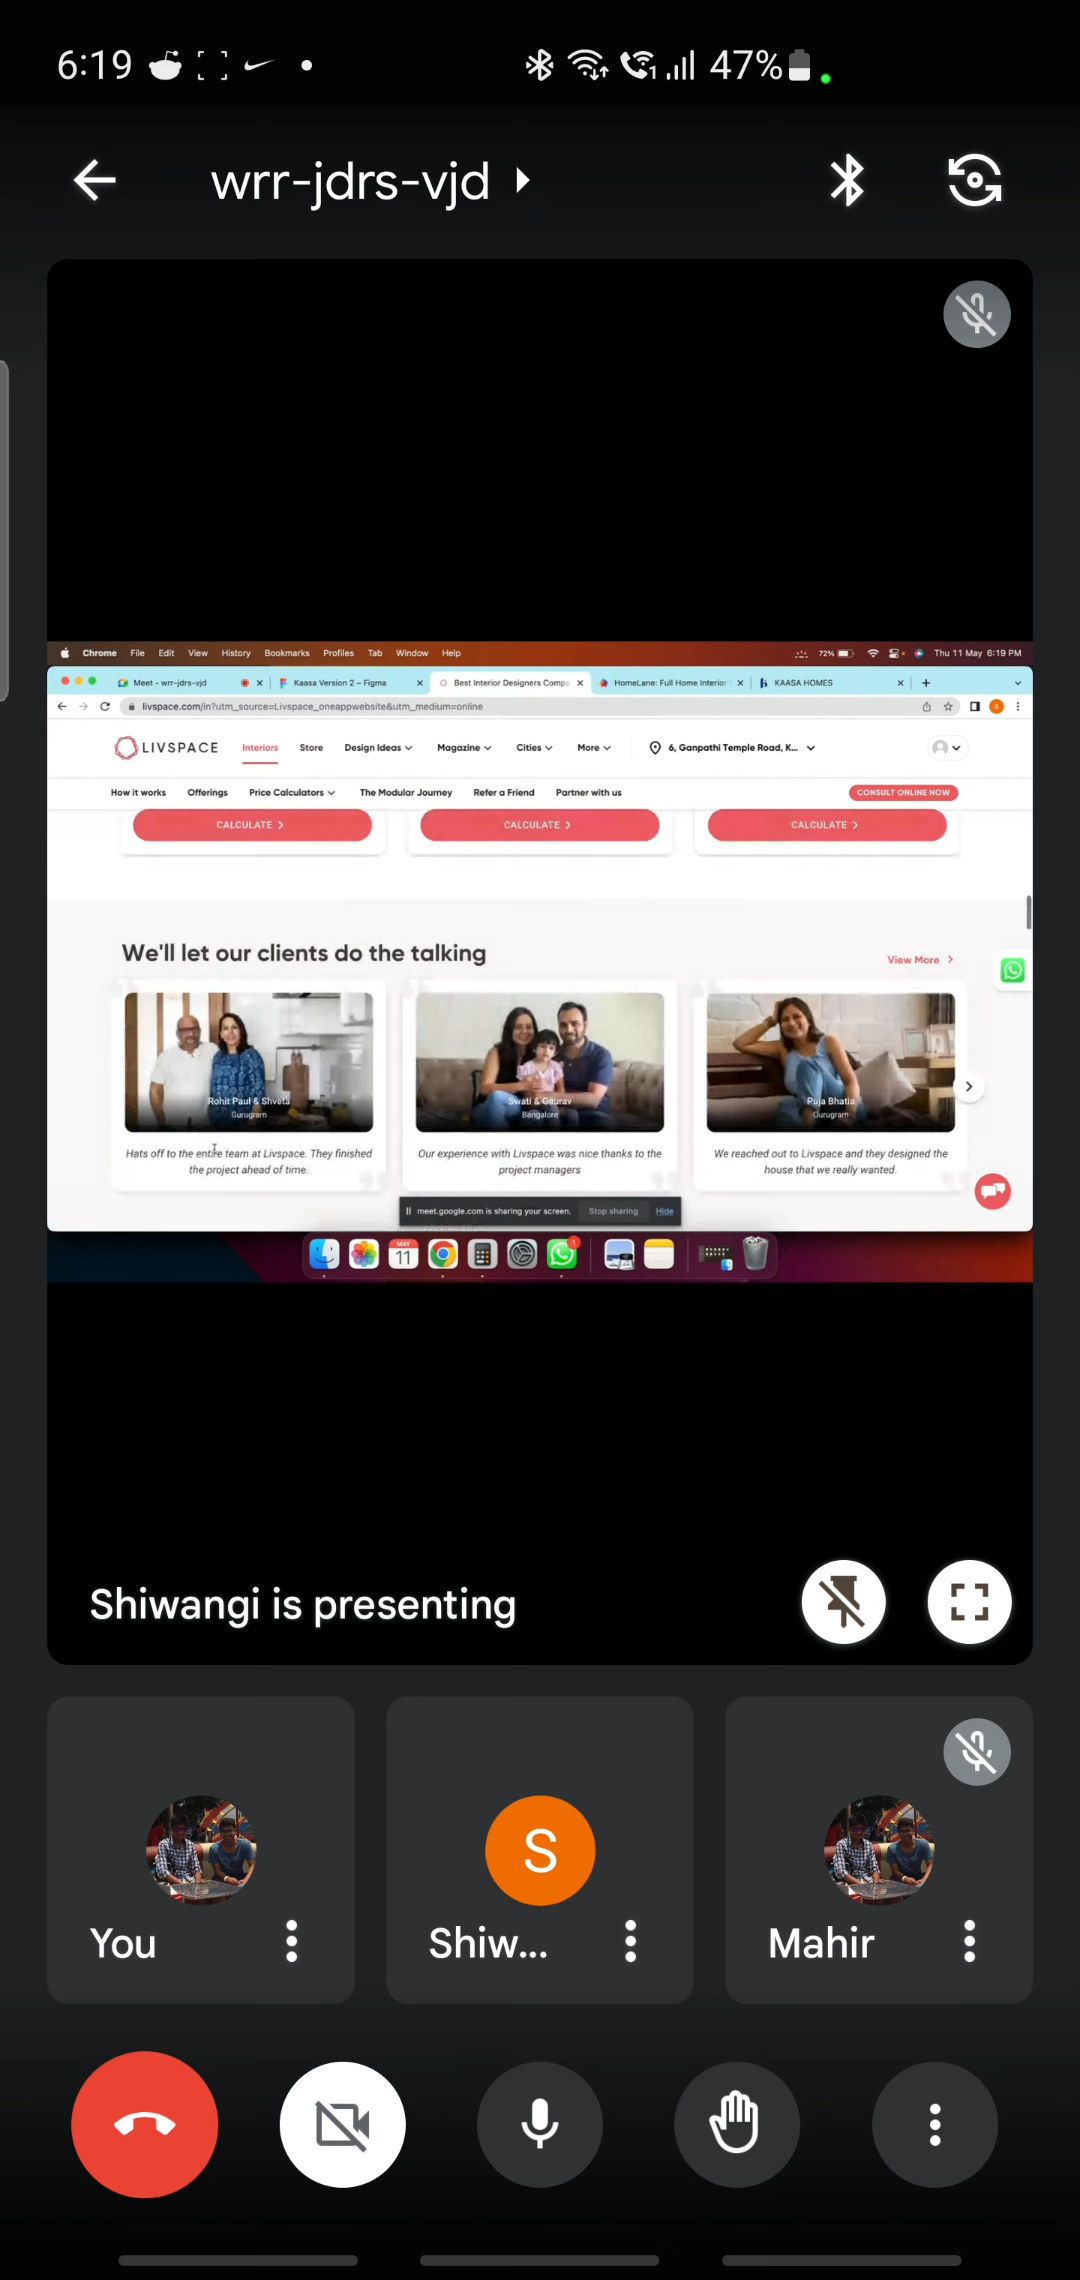 6:19
47%
wrr-jdrs-vjd
Chrome File Edit View History Bookmarks Profiles Tab Window Help 72% Thu 11 May 6:19 PM
Meet - wrr-jdrs-vjd Kaasa Version 2 – Figma Best Interior Designers Compa HomeLane: Full Home Interior KAASA HOMES
livspace.com/in?utm_source=Livspace_oneappwebsite&utm_medium=online
LIVSPACE Interiors Store Design Ideas Magazine Cities More 6, Ganpathi Temple Road, K...
How it works Offerings Price Calculators The Modular Journey Refer a Friend Partner with us CONSULT ONLINE NOW
CALCULATE CALCULATE CALCULATE
We'll let our clients do the talking
View More
Rohit Paul & Shveta
Gurugram
Hats off to the entire team at Livspace. They finished
the project ahead of time.
Swati & Gaurav
Bangalore
Our experience with Livspace was nice thanks to the
project managers
Puja Bhatia
Gurugram
We reached out to Livspace and they designed the
house that we really wanted.
meet.google.com is sharing your screen. Stop sharing Hide
MAY
11
1
Shiwangi is presenting
S
You
Shiw...
Mahir